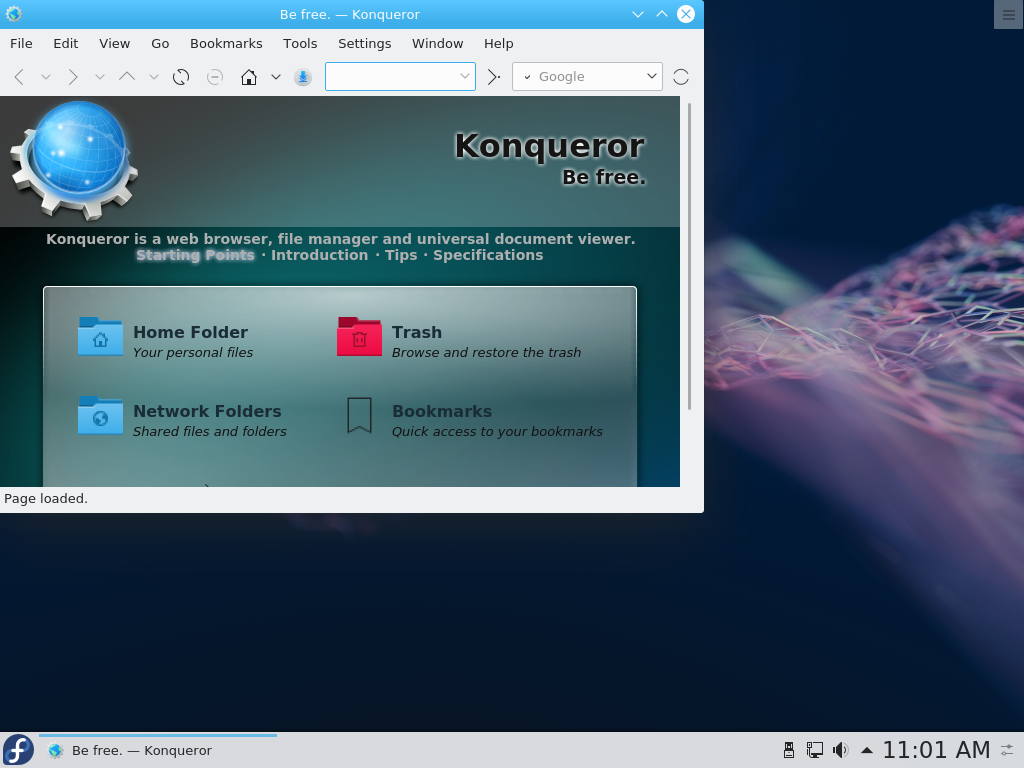 Be free. — Konqueror
File Edit View Go Bookmarks Tools Settings Window Help
Google
Konqueror
Be free.
Konqueror is a web browser, file manager and universal document viewer.
Starting Points · Introduction · Tips · Specifications
Home Folder Trash
Your personal files Browse and restore the trash
Network Folders Bookmarks
Shared files and folders Quick access to your bookmarks
Page loaded.
Be free. — Konqueror 11:01 AM